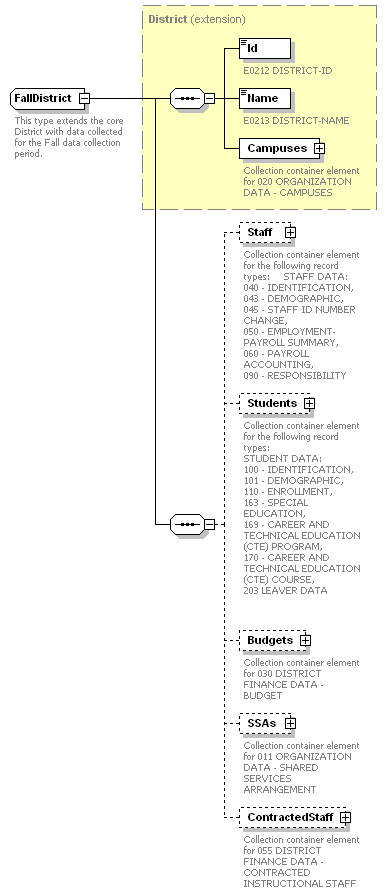 District (extension)
Id
E0212 DISTRICT-ID
FallDistrict
This type extends the core
District with data collected
for the Fall data collection
period.
Name
E0213 DISTRICT-NAME
Campuses
Collection container element
for 020 ORGANIZATION
DATA - CAMPUSES
Staff
Collection container element
for the following record
types:    STAFF DATA:
040 - IDENTIFICATION,
043 - DEMOGRAPHIC,
045 - STAFF ID NUMBER
CHANGE,
050 - EMPLOYMENT-
PAYROLL SUMMARY,
060 - PAYROLL
ACCOUNTING,
090 - RESPONSIBILITY
Students
Collection container element
for the following record
types:
STUDENT DATA:
100 - IDENTIFICATION,
101 - DEMOGRAPHIC,
110 - ENROLLMENT,
163 - SPECIAL
EDUCATION,
169 - CAREER AND
TECHNICAL EDUCATION
(CTE) PROGRAM,
170 - CAREER AND
TECHNICAL EDUCATION
(CTE) COURSE,
203 LEAVER DATA
Budgets
Collection container element
for 030 DISTRICT
FINANCE DATA -
BUDGET
SSAs
Collection container element
for 011 ORGANIZATION
DATA - SHARED
SERVICES
ARRANGEMENT
ContractedStaff
Collection container element
for 055 DISTRICT
FINANCE DATA -
CONTRACTED
INSTRUCTIONAL STAFF